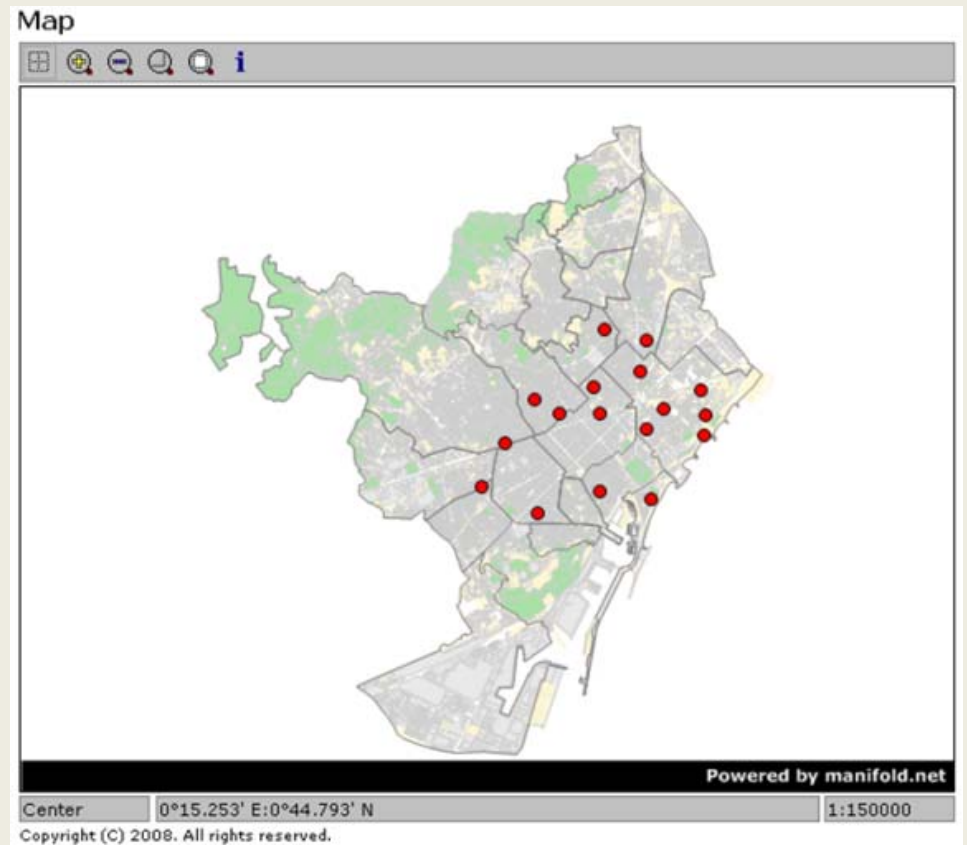 Map
i
Powered by manifold.net
Center 0°15.253' E:0°44.793' N 1:150000
Copyright (C) 2008. All rights reserved.